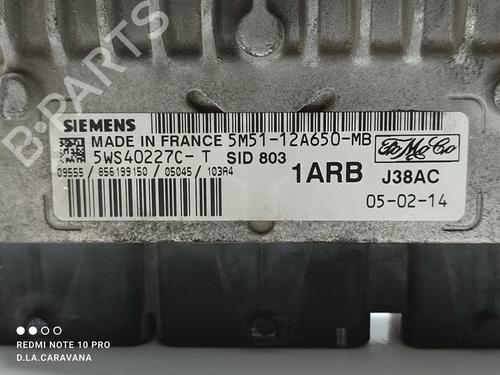 B-PARTS
SIEMENS
MADE IN FRANCE 5M51-12A650-MB
5WS40227C-T SID 803
FoMoCo
09555/ 856199150 /05045/ 103A4
1ARB J38AC
05-02-14
REDMI NOTE 10 PRO
D.LA.CARAVANA